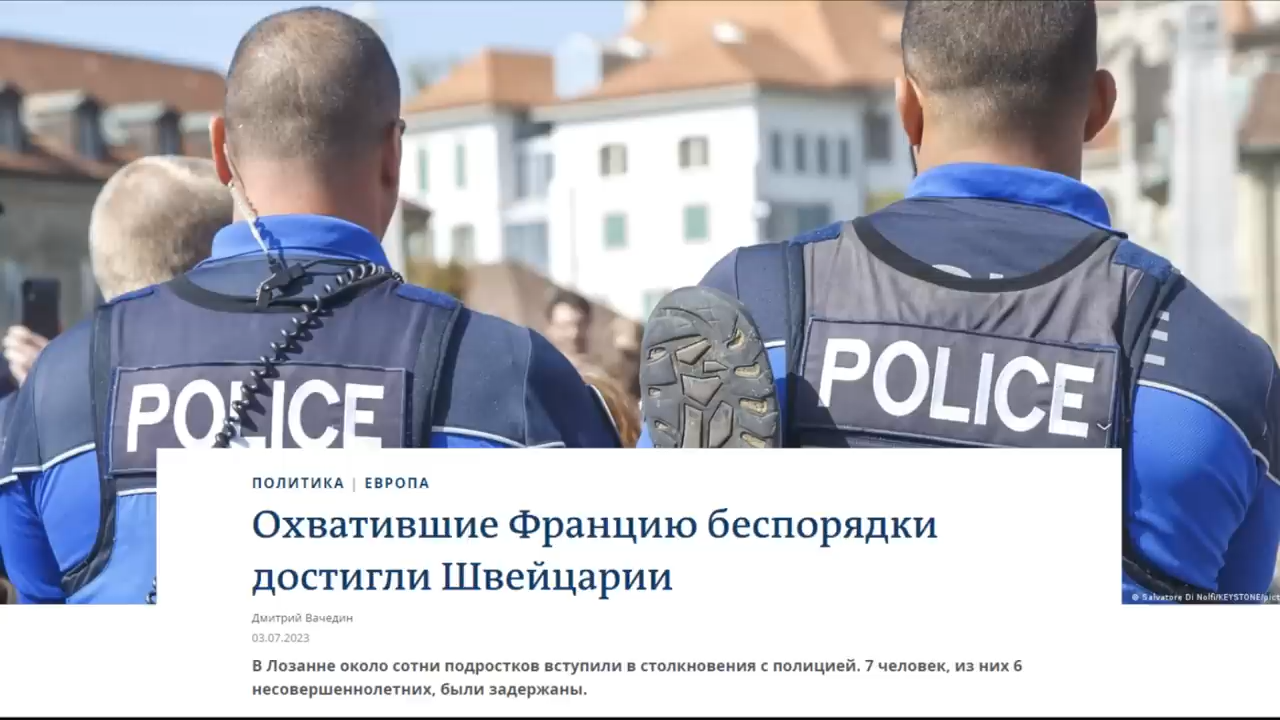 POLICE
POLICE
ПОЛИТИКА | ЕВРОПА
Охватившие Францию беспорядки
достигли Швейцарии
© Salvatore Di Nolfi/KEYSTONE/pict
Дмитрий Вачедин
03.07.2023
В Лозанне около сотни подростков вступили в столкновения с полицией. 7 человек, из них 6
несовершеннолетних, были задержаны.